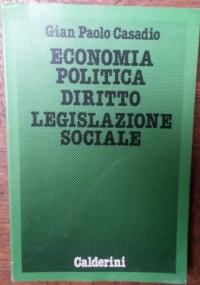 Gian Paolo Casadio
ECONOMIA
POLITICA
DIRITTO
LEGISLAZIONE
SOCIALE
Calderini